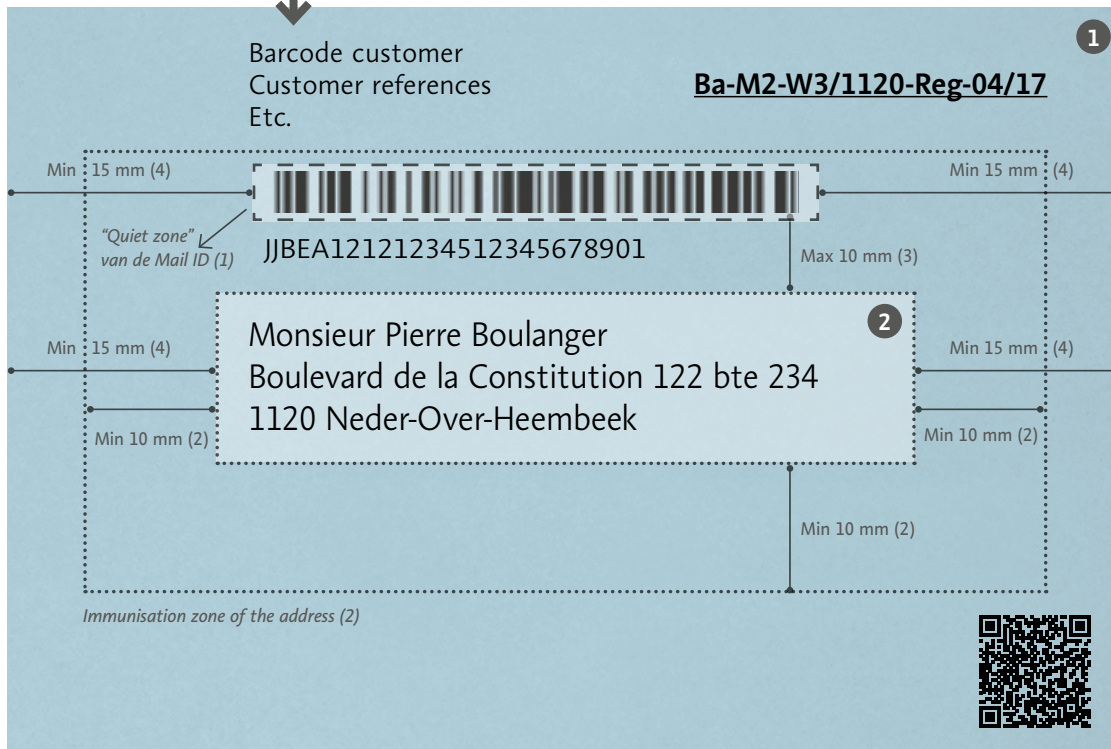 1
Barcode customer
Customer references
Etc.
Ba-M2-W3/1120-Reg-04/17
Min 15 mm (4)
Min 15 mm (4)
"Quiet zone"
van de Mail ID (1)
JJBEA12121234512345678901
Max 10 mm (3)
2
Monsieur Pierre Boulanger
Boulevard de la Constitution 122 bte 234
1120 Neder-Over-Heembeek
Min 15 mm (4)
Min 15 mm (4)
Min 10 mm (2)
Min 10 mm (2)
Min 10 mm (2)
Immunisation zone of the address (2)